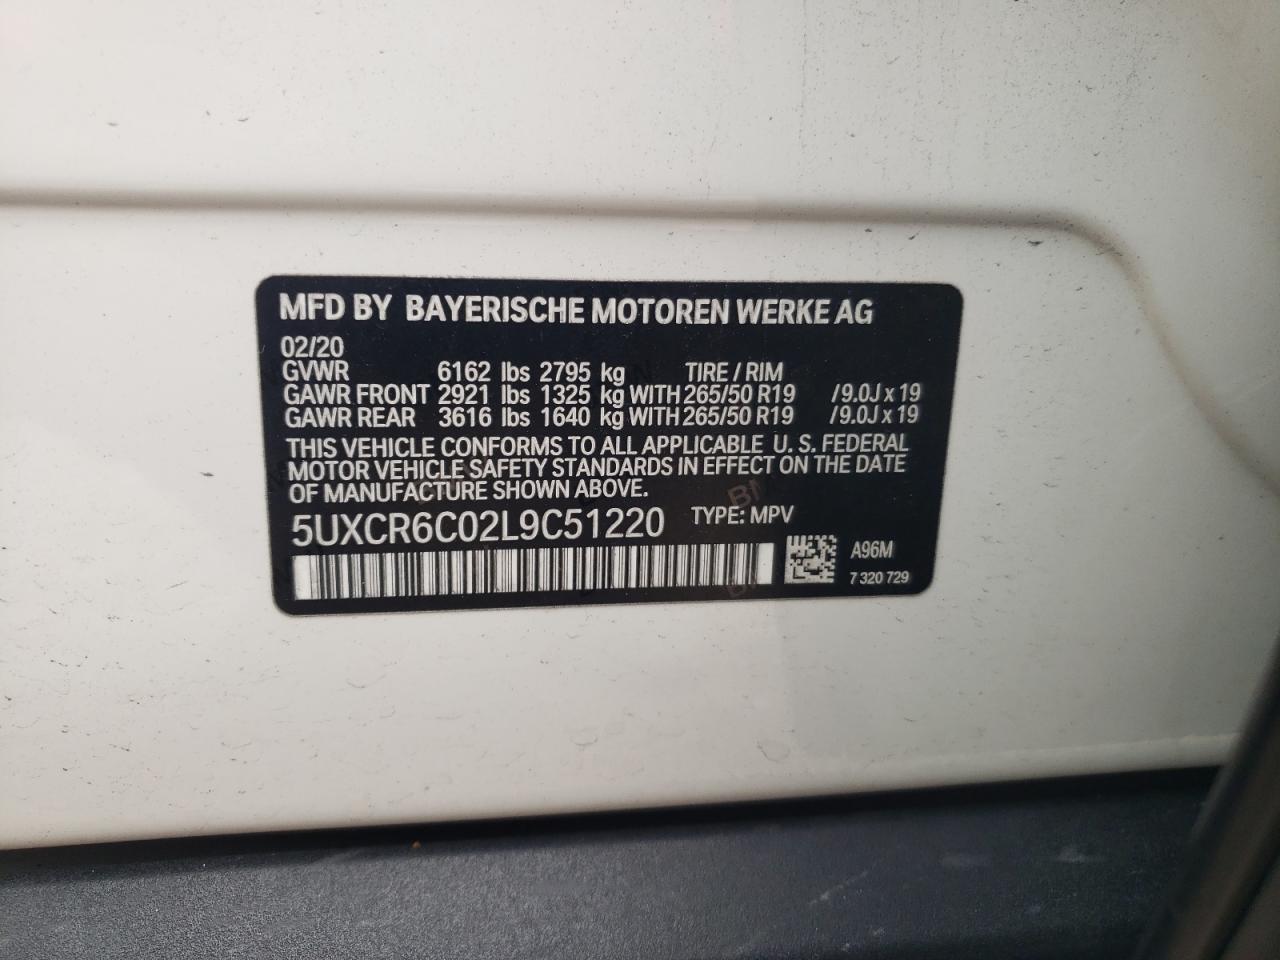 MFD BY BAYERISCHE MOTOREN WERKE AG
02/20
GVWR 6162 lbs 2795 kg TIRE / RIM
GAWR FRONT 2921 lbs 1325 kg WITH 265/50 R19 /9.0J x 19
GAWR REAR 3616 lbs 1640 kg WITH 265/50 R19 /9.0J x 19
THIS VEHICLE CONFORMS TO ALL APPLICABLE U. S. FEDERAL
MOTOR VEHICLE SAFETY STANDARDS IN EFFECT ON THE DATE
OF MANUFACTURE SHOWN ABOVE.
5UXCR6C02L9C51220 TYPE: MPV
A96M
7 320 729